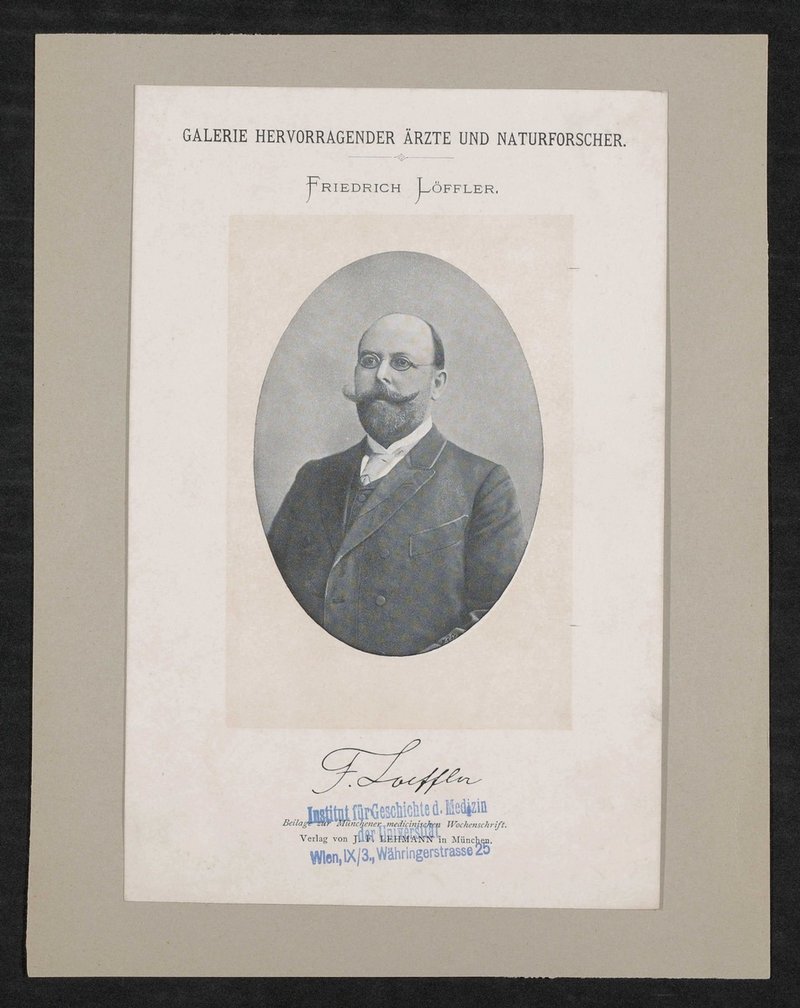 GALERIE HERVORRAGENDER ÄRZTE UND NATURFORSCHER.
FRIEDRICH LÖFFLER.
F. Loeffler
Institut für Geschichte d. Medizin
Beilage zur Münchener medicinischen Wochenschrift.
der Universität
Verlag von J. F. LEHMANN in München.
Wien, IX/3., Währingerstrasse 25